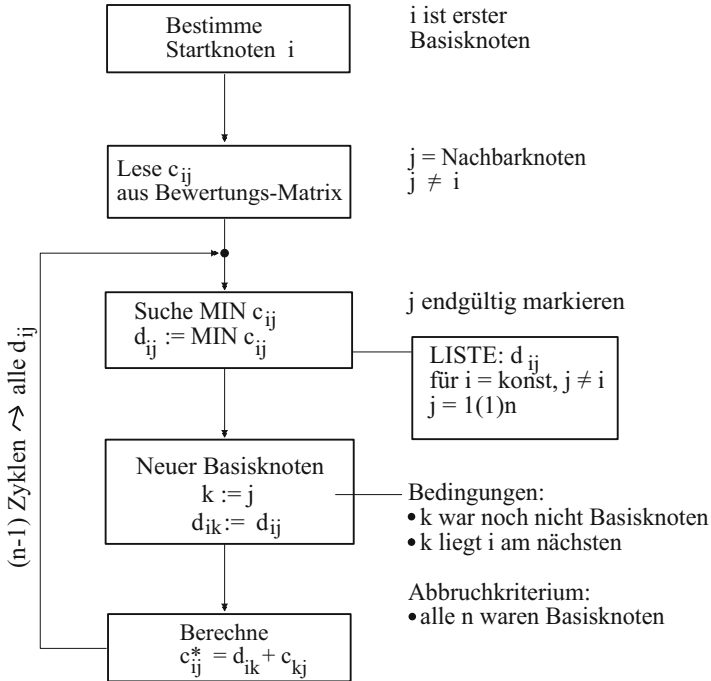 Bestimme
Startknoten i
i ist erster
Basisknoten
Lese c_ij
aus Bewertungs-Matrix
j = Nachbarknoten
j ≠ i
Suche MIN c_ij
d_ij := MIN c_ij
j endgültig markieren
LISTE: d_ij
für i = konst, j ≠ i
j = 1(1)n
(n-1) Zyklen ↷ alle d_ij
Neuer Basisknoten
k := j
d_ik := d_ij
Bedingungen:
• k war noch nicht Basisknoten
• k liegt i am nächsten
Abbruchkriterium:
• alle n waren Basisknoten
Berechne
c*_ij = d_ik + c_kj